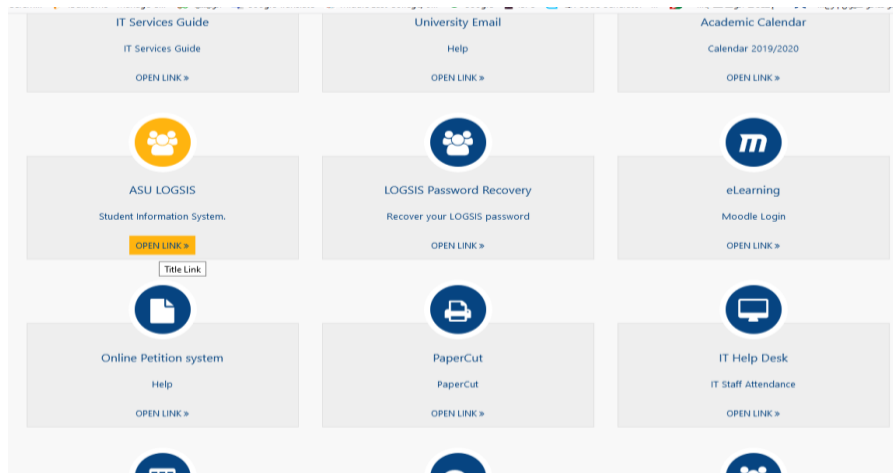 IT Services Guide
University Email
Academic Calendar
IT Services Guide
Help
Calendar 2019/2020
OPEN LINK »
OPEN LINK »
OPEN LINK »
m
ASU LOGSIS
LOGSIS Password Recovery
eLearning
Student Information System.
Recover your LOGSIS password
Moodle Login
OPEN LINK »
OPEN LINK »
OPEN LINK »
Title Link
Online Petition system
PaperCut
IT Help Desk
Help
PaperCut
IT Staff Attendance
OPEN LINK »
OPEN LINK »
OPEN LINK »